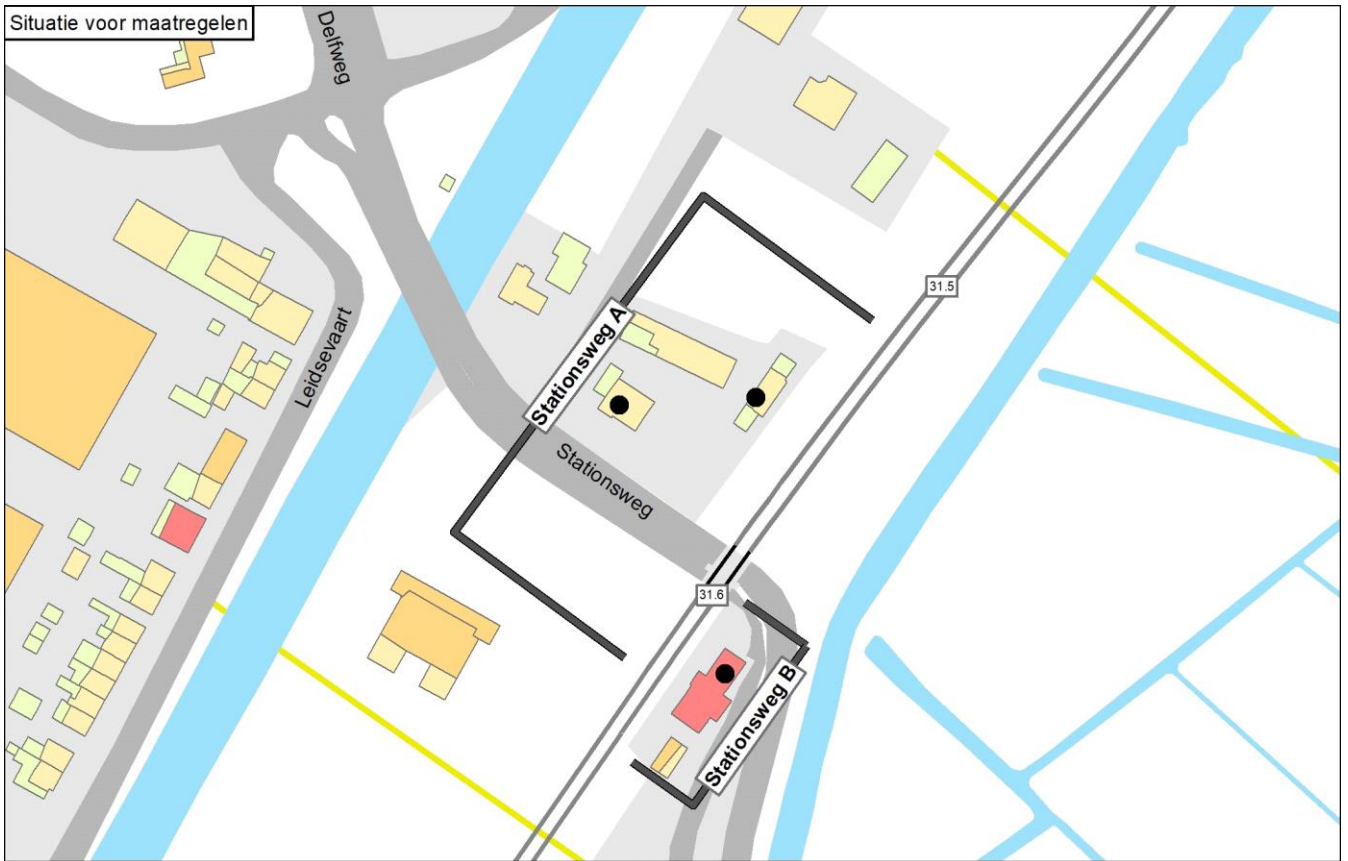 Situatie voor maatregelen
Delfweg
31.5
Leidsevaart
Stationsweg A
Stationsweg
31.6
Stationsweg B